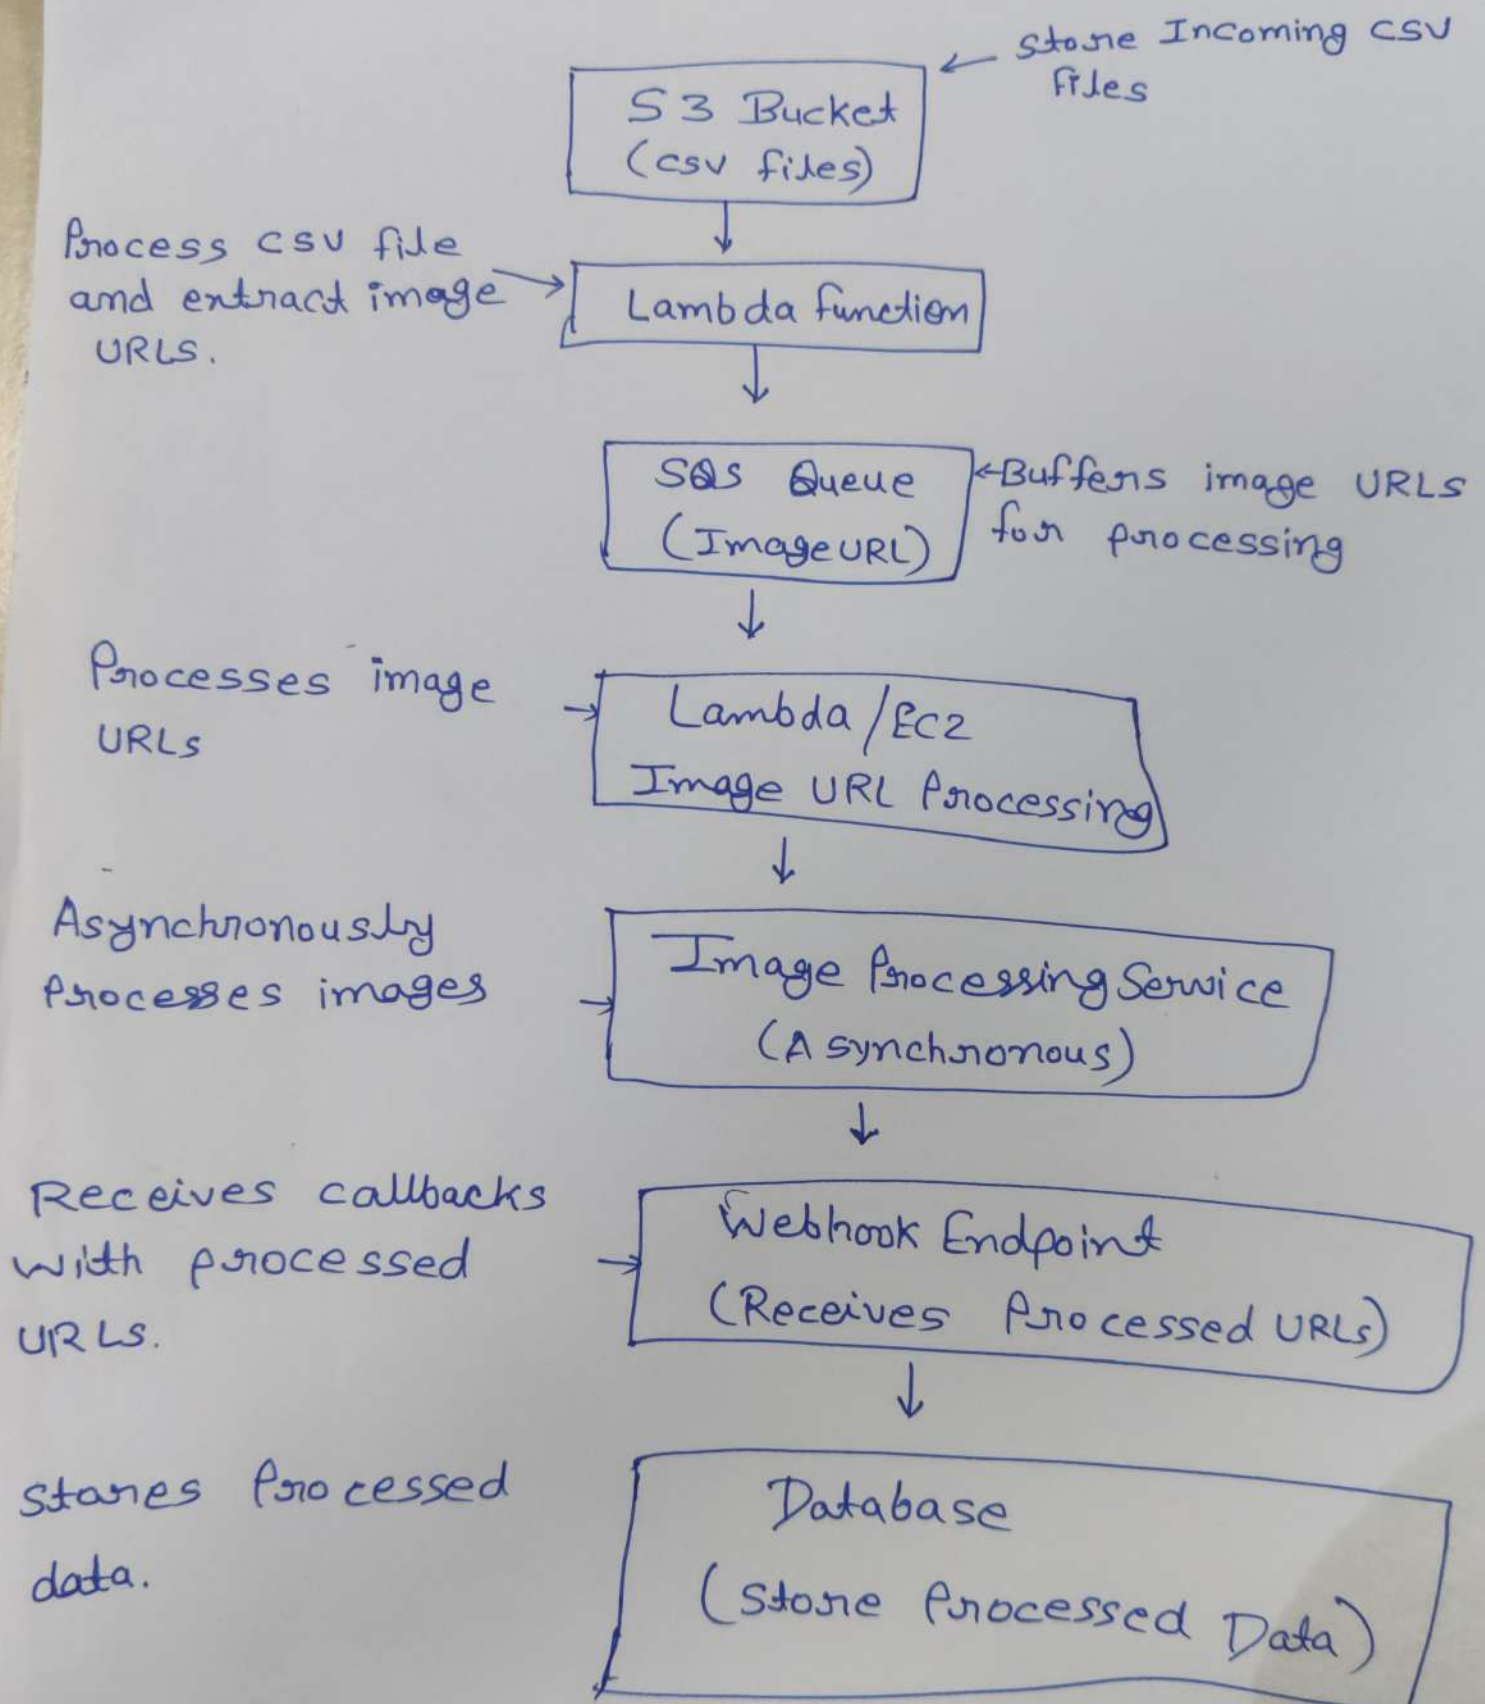 store Incoming CSV
Files
S3 Bucket
(csv files)
Process CSV file
and extract image
URLS.
Lambda function
SQS Queue
(ImageURL)
Buffers image URLs
for processing
Processes image
URLs
Lambda/EC2
Image URL Processing
Asynchronously
Processes images
Image Processing Service
(Asynchronous)
Receives callbacks
with processed
URLs.
Webhook Endpoint
(Receives Processed URLs)
stores Processed
data.
Database
(store Processed Data)